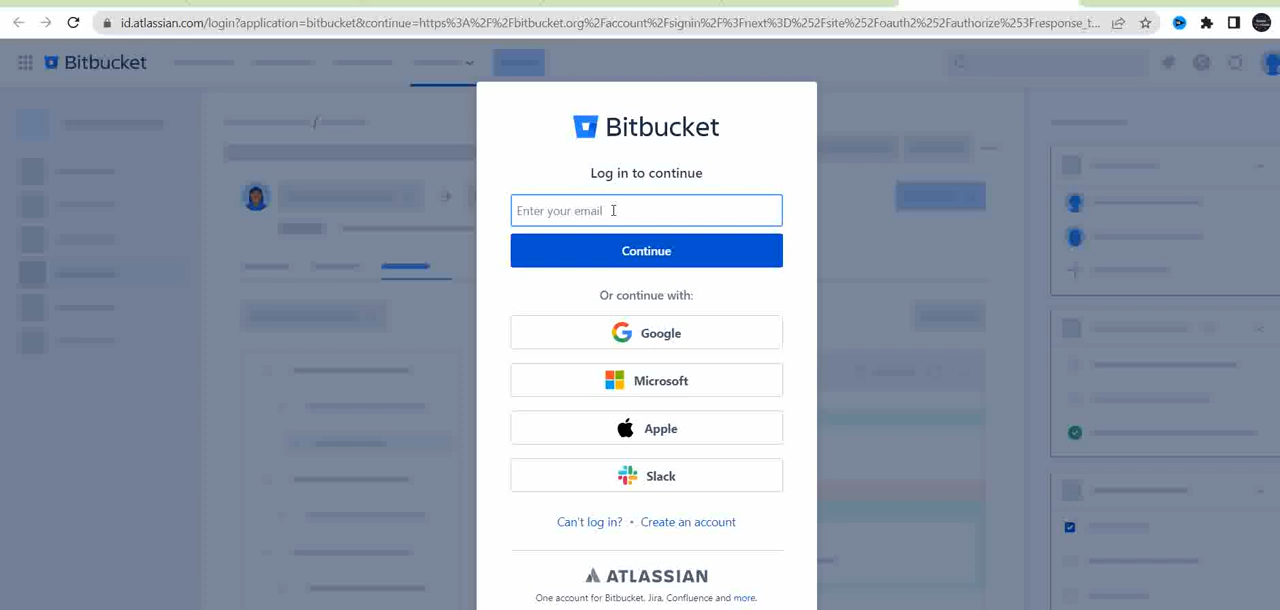 id.atlassian.com/login?application=bitbucket&continue=https%3A%2F%2Fbitbucket.org%2Faccount%2Fsignin%2F%3Fnext%3D%252Fsite%252Foauth2%252Fauthorize%253Fresponse_t...
Bitbucket
Bitbucket
Log in to continue
Enter your email
Continue
Or continue with:
Google
Microsoft
Apple
Slack
Can't log in? • Create an account
ATLASSIAN
One account for Bitbucket, Jira, Confluence and more.